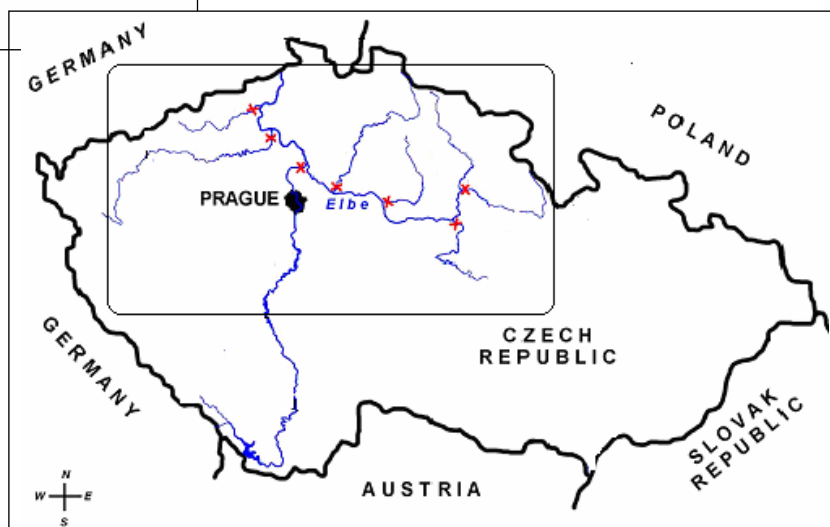 GERMANY
POLAND
PRAGUE
Elbe
GERMANY
CZECH
REPUBLIC
SLOVAK
REPUBLIC
AUSTRIA
N
W E
S